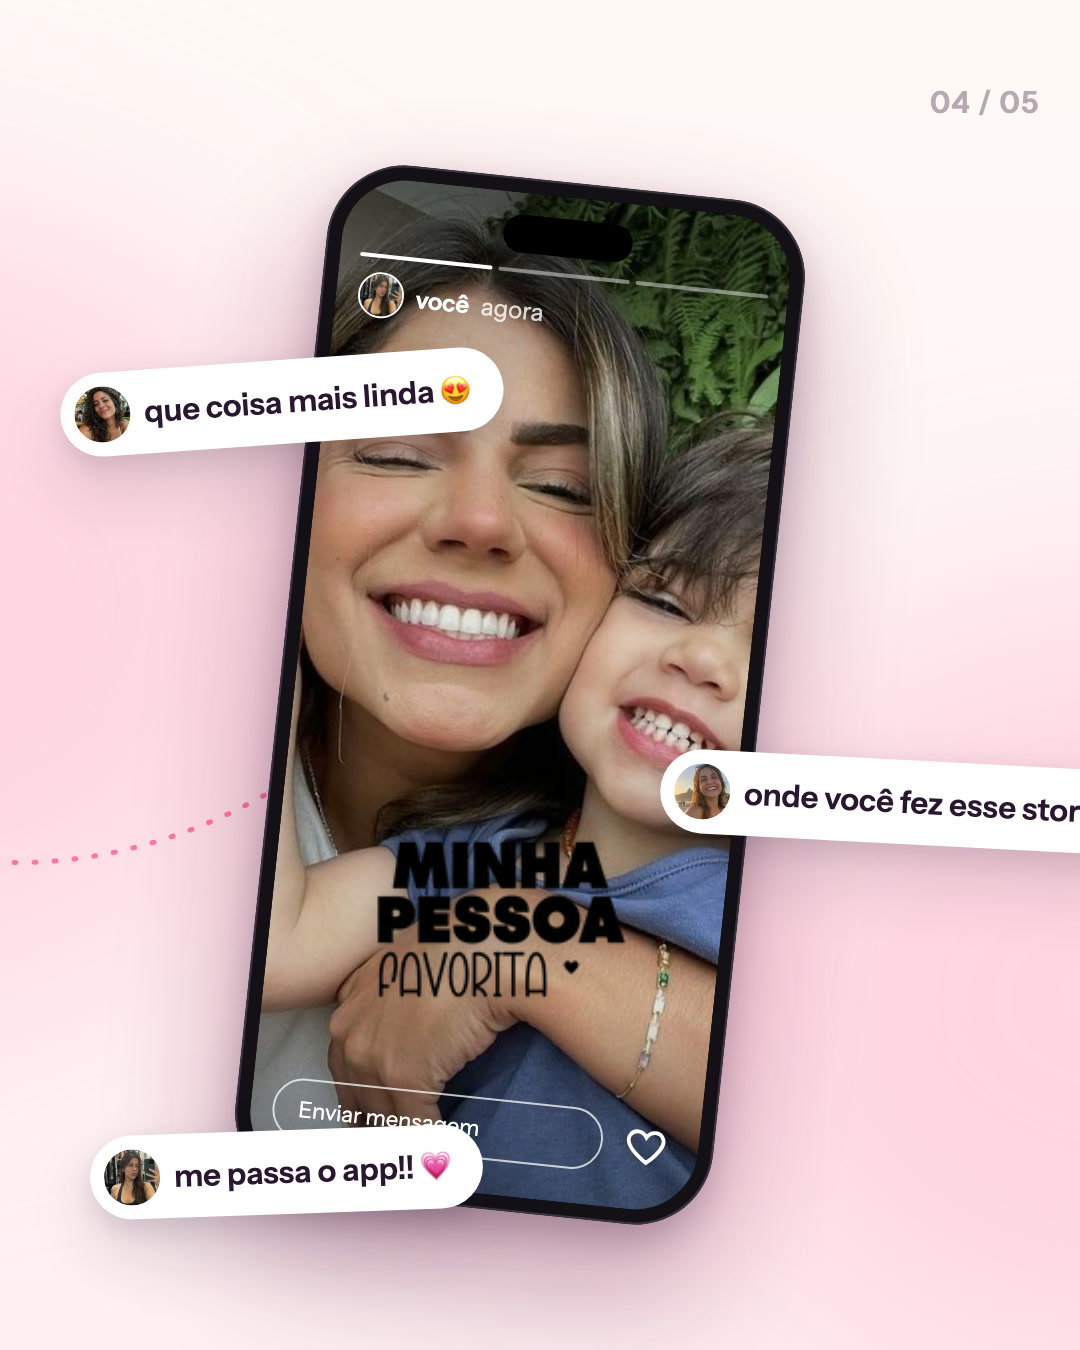 04 / 05
você agora
que coisa mais linda 😍
onde você fez esse stor
MINHA
PESSOA
FAVORITA
Enviar mensagem
me passa o app!! 💗